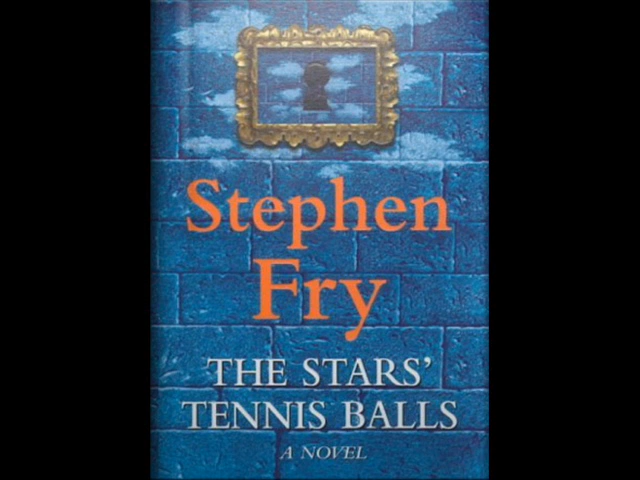 Stephen
Fry
THE STARS’
TENNIS BALLS
A NOVEL